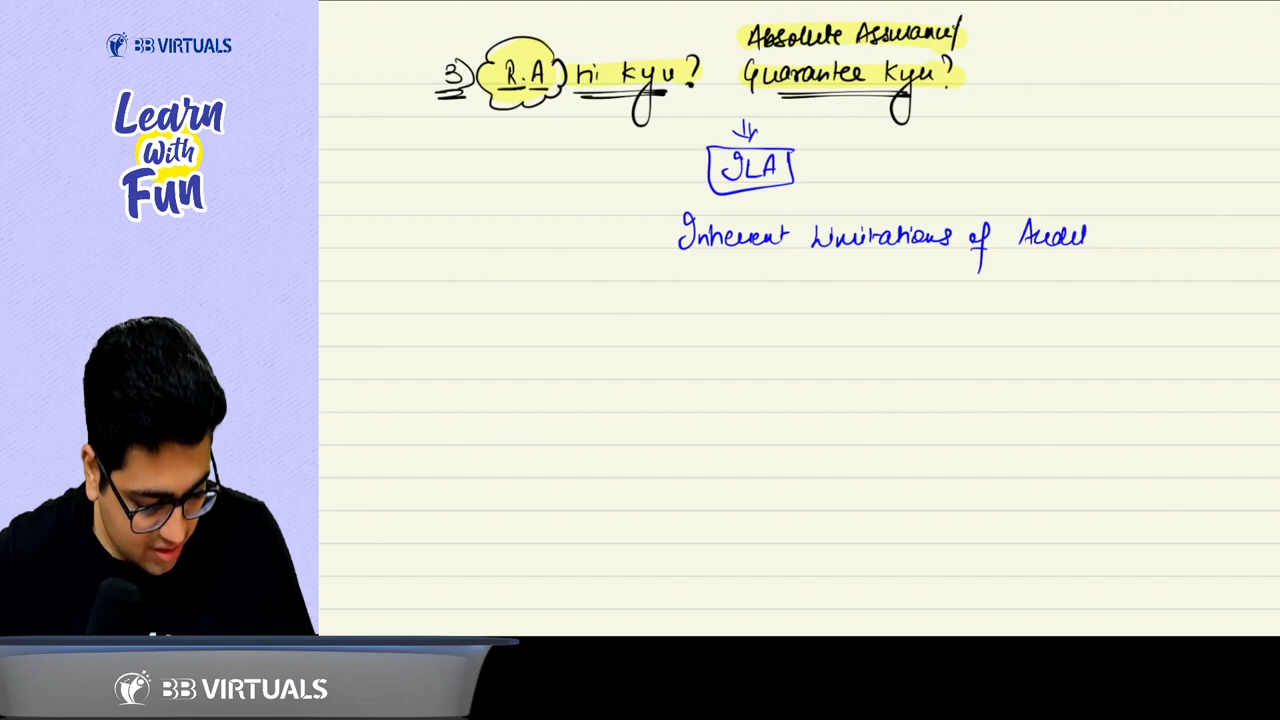 BB VIRTUALS
Learn
With
Fun
3) R.A Hi Kyu?
Absolute Assurance/
Guarantee Kyu?
ILA
Inherent Limitations of Audit
BB VIRTUALS